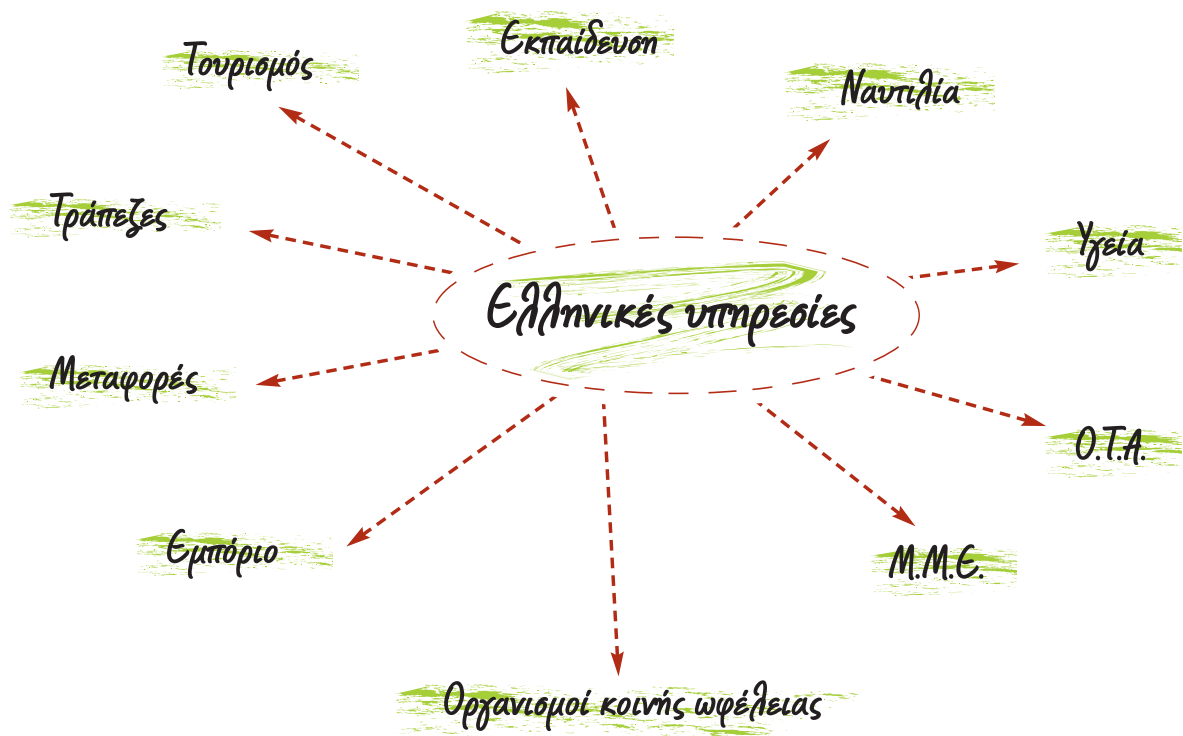 Εκπαίδευση
Τουρισμός
Ναυτιλία
Τράπεζες
Υγεία
Ελληνικές υπηρεσίες
Μεταφορές
Ο.Τ.Α.
Εμπόριο
Μ.Μ.Ε.
Οργανισμοί κοινής ωφέλειας